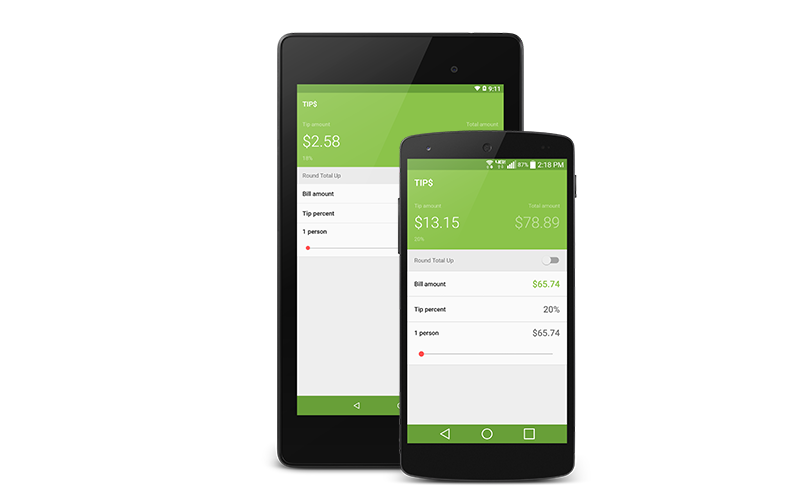 9:11
TIP$
Tip amount Total amount
$2.58
18%
Round Total Up
Bill amount
Tip percent
1 person
87% 2:18 PM
TIP$
Tip amount Total amount
$13.15 $78.89
20%
Round Total Up
Bill amount $65.74
Tip percent 20%
1 person $65.74